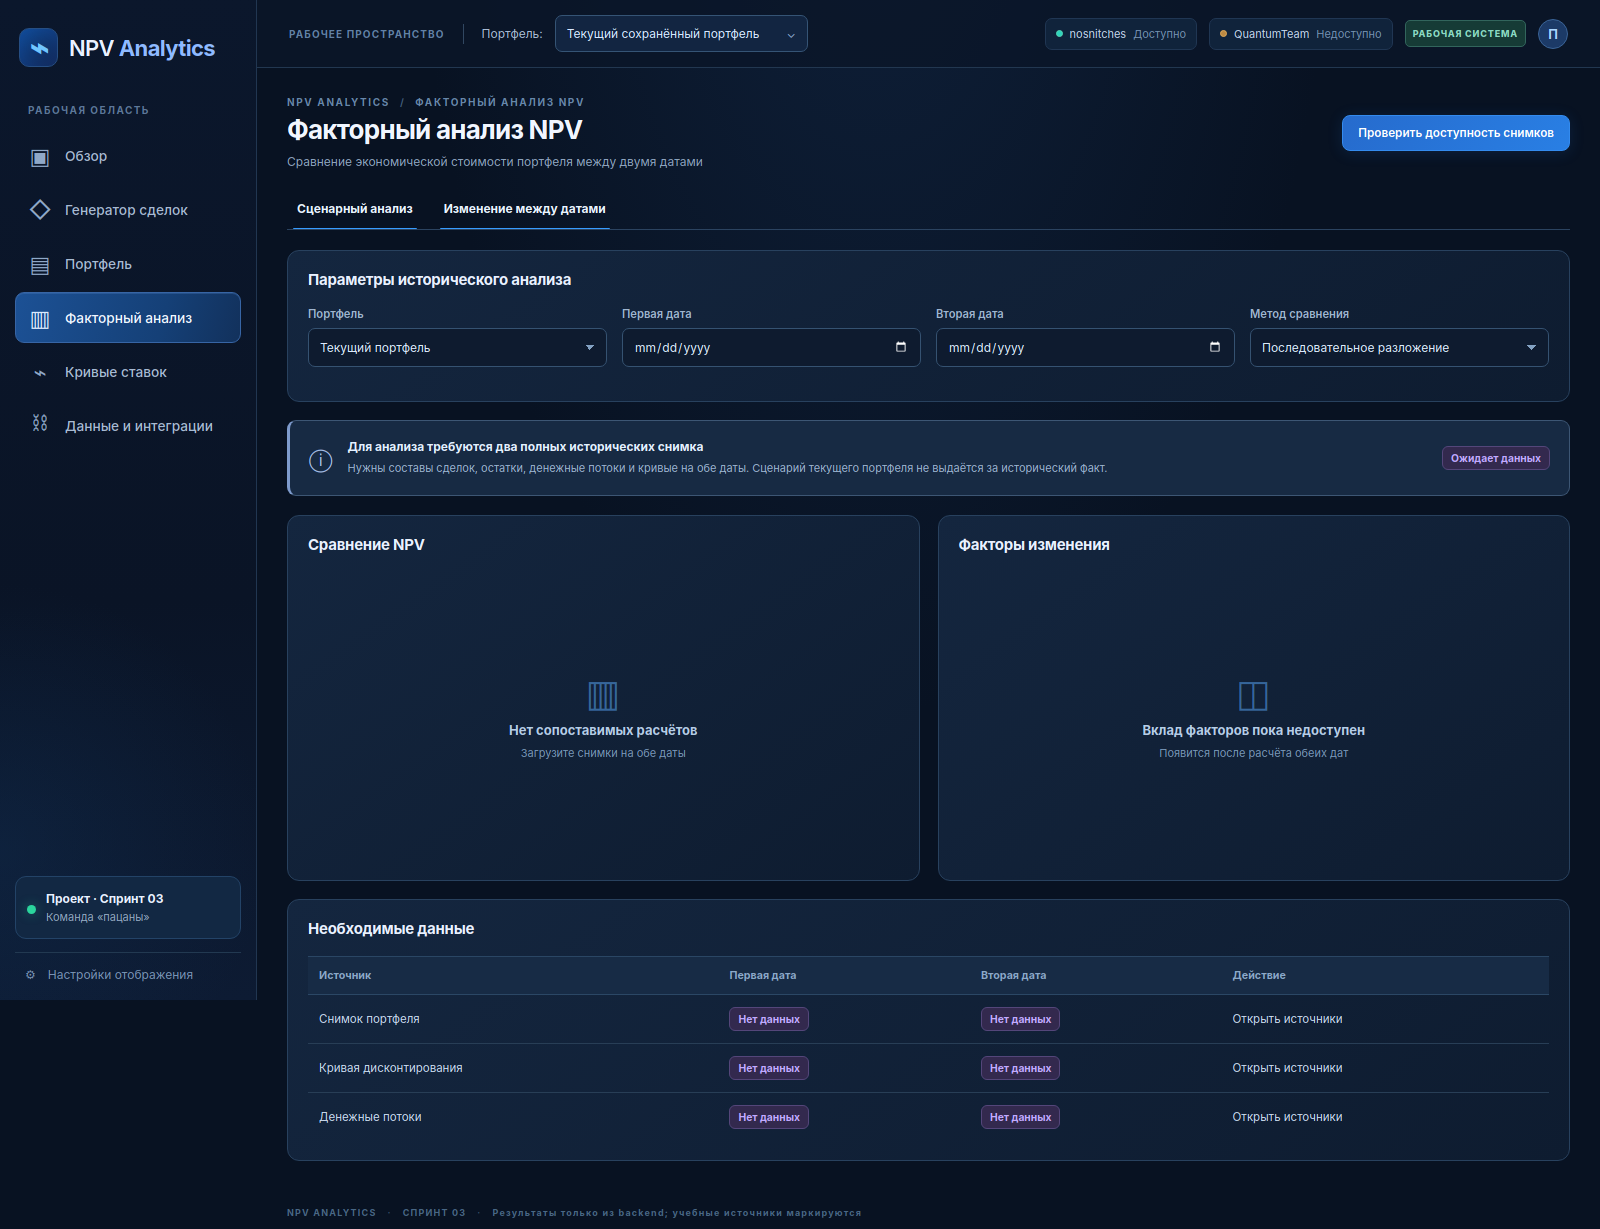 NPV Analytics
РАБОЧАЯ ОБЛАСТЬ
Обзор
Генератор сделок
Портфель
Факторный анализ
Кривые ставок
Данные и интеграции
Проект · Спринт 03
Команда «пацаны»
Настройки отображения
РАБОЧЕЕ ПРОСТРАНСТВО
Портфель:
Текущий сохранённый портфель
nosnitches Доступно
QuantumTeam Недоступно
РАБОЧАЯ СИСТЕМА
П
NPV ANALYTICS / ФАКТОРНЫЙ АНАЛИЗ NPV
Факторный анализ NPV
Сравнение экономической стоимости портфеля между двумя датами
Проверить доступность снимков
Сценарный анализ
Изменение между датами
Параметры исторического анализа
Портфель
Первая дата
Вторая дата
Метод сравнения
Текущий портфель
mm/dd/yyyy
mm/dd/yyyy
Последовательное разложение
Для анализа требуются два полных исторических снимка
Нужны составы сделок, остатки, денежные потоки и кривые на обе даты. Сценарий текущего портфеля не выдаётся за исторический факт.
Ожидает данных
Сравнение NPV
Нет сопоставимых расчётов
Загрузите снимки на обе даты
Факторы изменения
Вклад факторов пока недоступен
Появится после расчёта обеих дат
Необходимые данные
Источник Первая дата Вторая дата Действие
Снимок портфеля Нет данных Нет данных Открыть источники
Кривая дисконтирования Нет данных Нет данных Открыть источники
Денежные потоки Нет данных Нет данных Открыть источники
NPV ANALYTICS · СПРИНТ 03 · Результаты только из backend; учебные источники маркируются